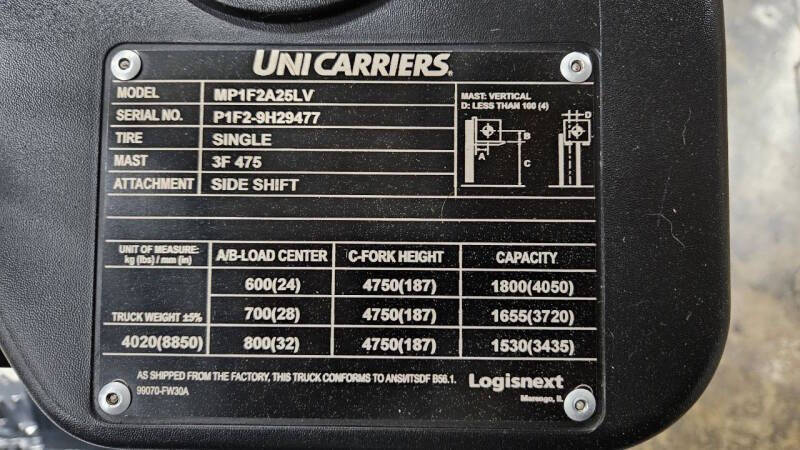 UNICARRIERS®
MODEL MP1F2A25LV
SERIAL NO. P1F2-9H29477
TIRE SINGLE
MAST 3F 475
ATTACHMENT SIDE SHIFT
MAST: VERTICAL
D: LESS THAN 100 (4)
D
B
A
C
UNIT OF MEASURE:
kg (lbs) / mm (in)
A/B-LOAD CENTER C-FORK HEIGHT CAPACITY
600(24) 4750(187) 1800(4050)
TRUCK WEIGHT ±5% 700(28) 4750(187) 1655(3720)
4020(8850) 800(32) 4750(187) 1530(3435)
AS SHIPPED FROM THE FACTORY, THIS TRUCK CONFORMS TO ANSI/ITSDF B56.1.
99070-FW30A
Logisnext
Marengo, IL